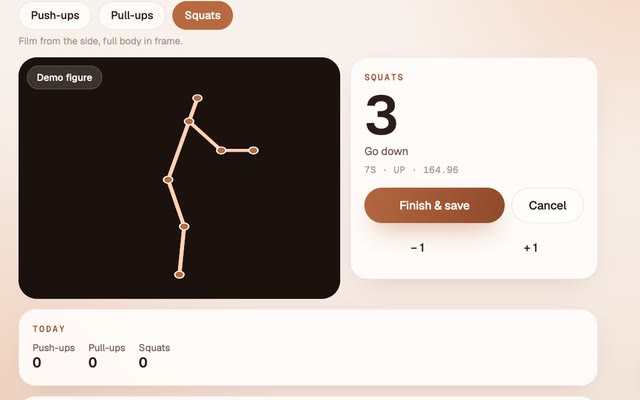 Push-ups
Pull-ups
Squats
Film from the side, full body in frame.
Demo figure
SQUATS
3
Go down
7S · UP · 164.96
Finish & save
Cancel
−1
+1
TODAY
Push-ups
Pull-ups
Squats
0
0
0